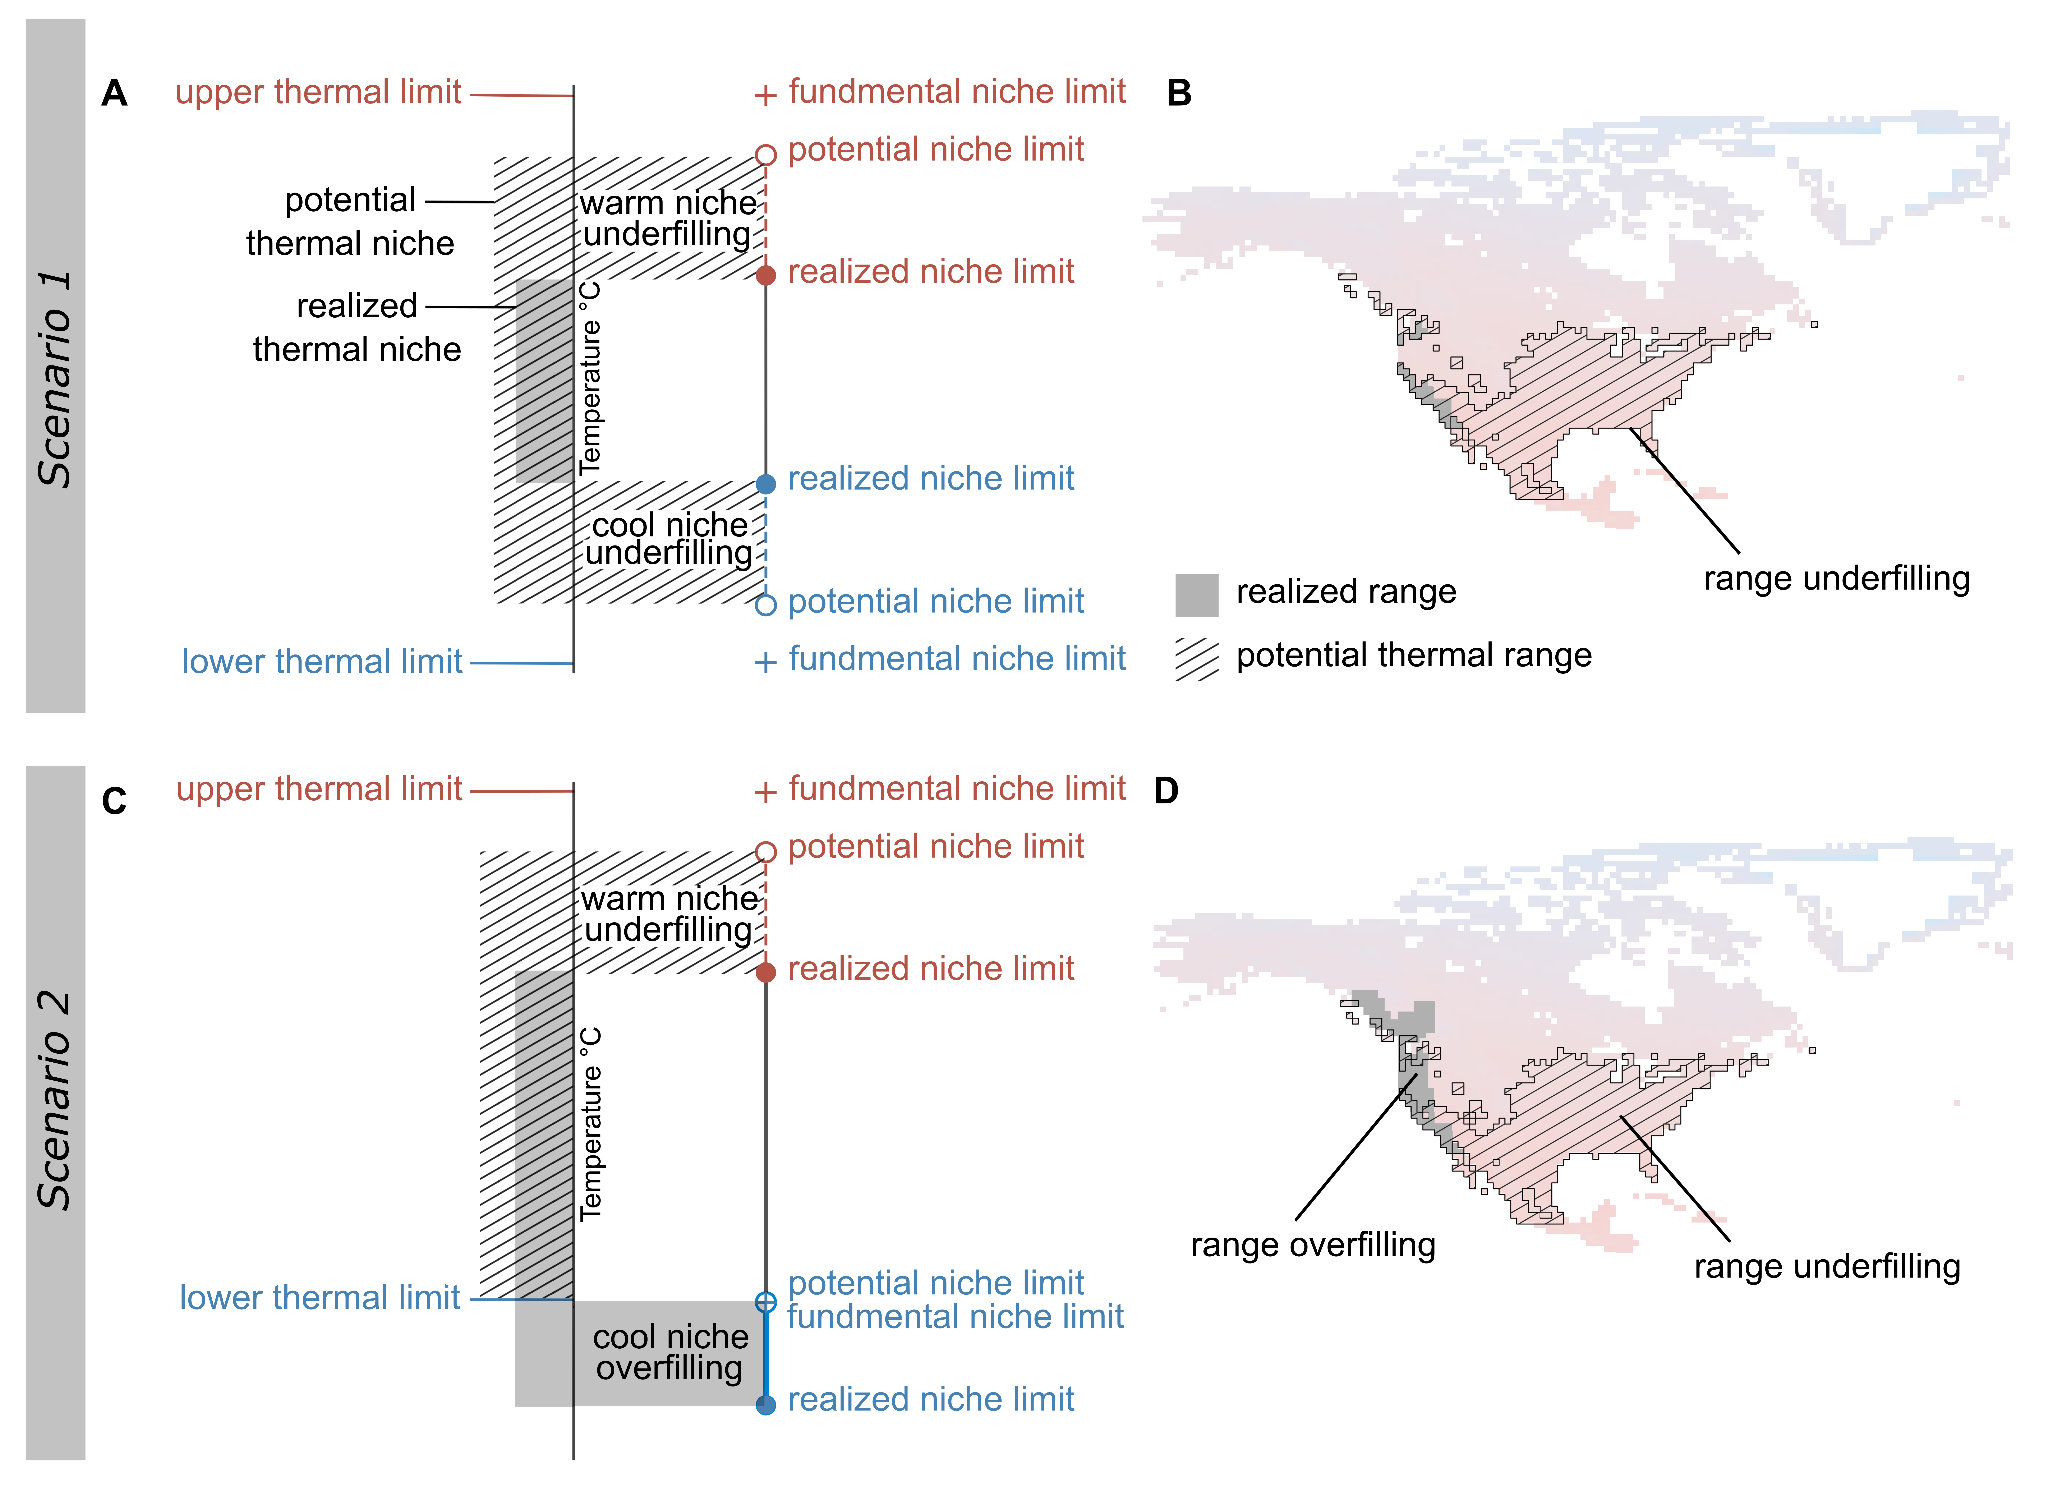 Scenario 1
A
upper thermal limit
fundmental niche limit
potential niche limit
potential
thermal niche
warm niche
underfilling
realized niche limit
realized
thermal niche
Temperature °C
realized niche limit
cool niche
underfilling
potential niche limit
lower thermal limit
fundmental niche limit
B
range underfilling
realized range
potential thermal range
Scenario 2
C
upper thermal limit
fundmental niche limit
potential niche limit
warm niche
underfilling
realized niche limit
Temperature °C
lower thermal limit
potential niche limit
fundmental niche limit
cool niche
overfilling
realized niche limit
D
range overfilling
range underfilling